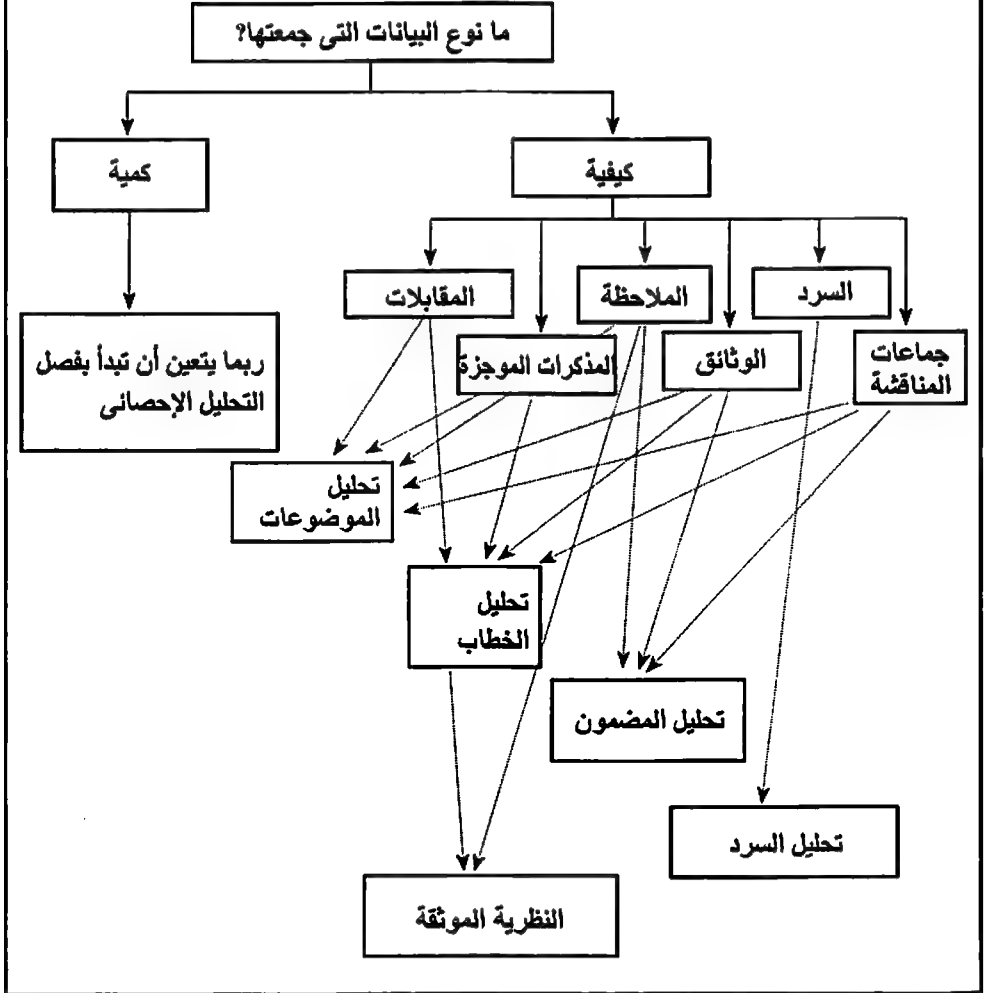 ما نوع البيانات التى جمعتها؟
كيفية
كمية
السرد
الملاحظة
المقابلات
جماعات
المناقشة
الوثائق
المذكرات الموجزة
ربما يتعين أن تبدأ بفصل
التحليل الإحصائى
تحليل
الموضوعات
تحليل
الخطاب
تحليل المضمون
تحليل السرد
النظرية الموثقة